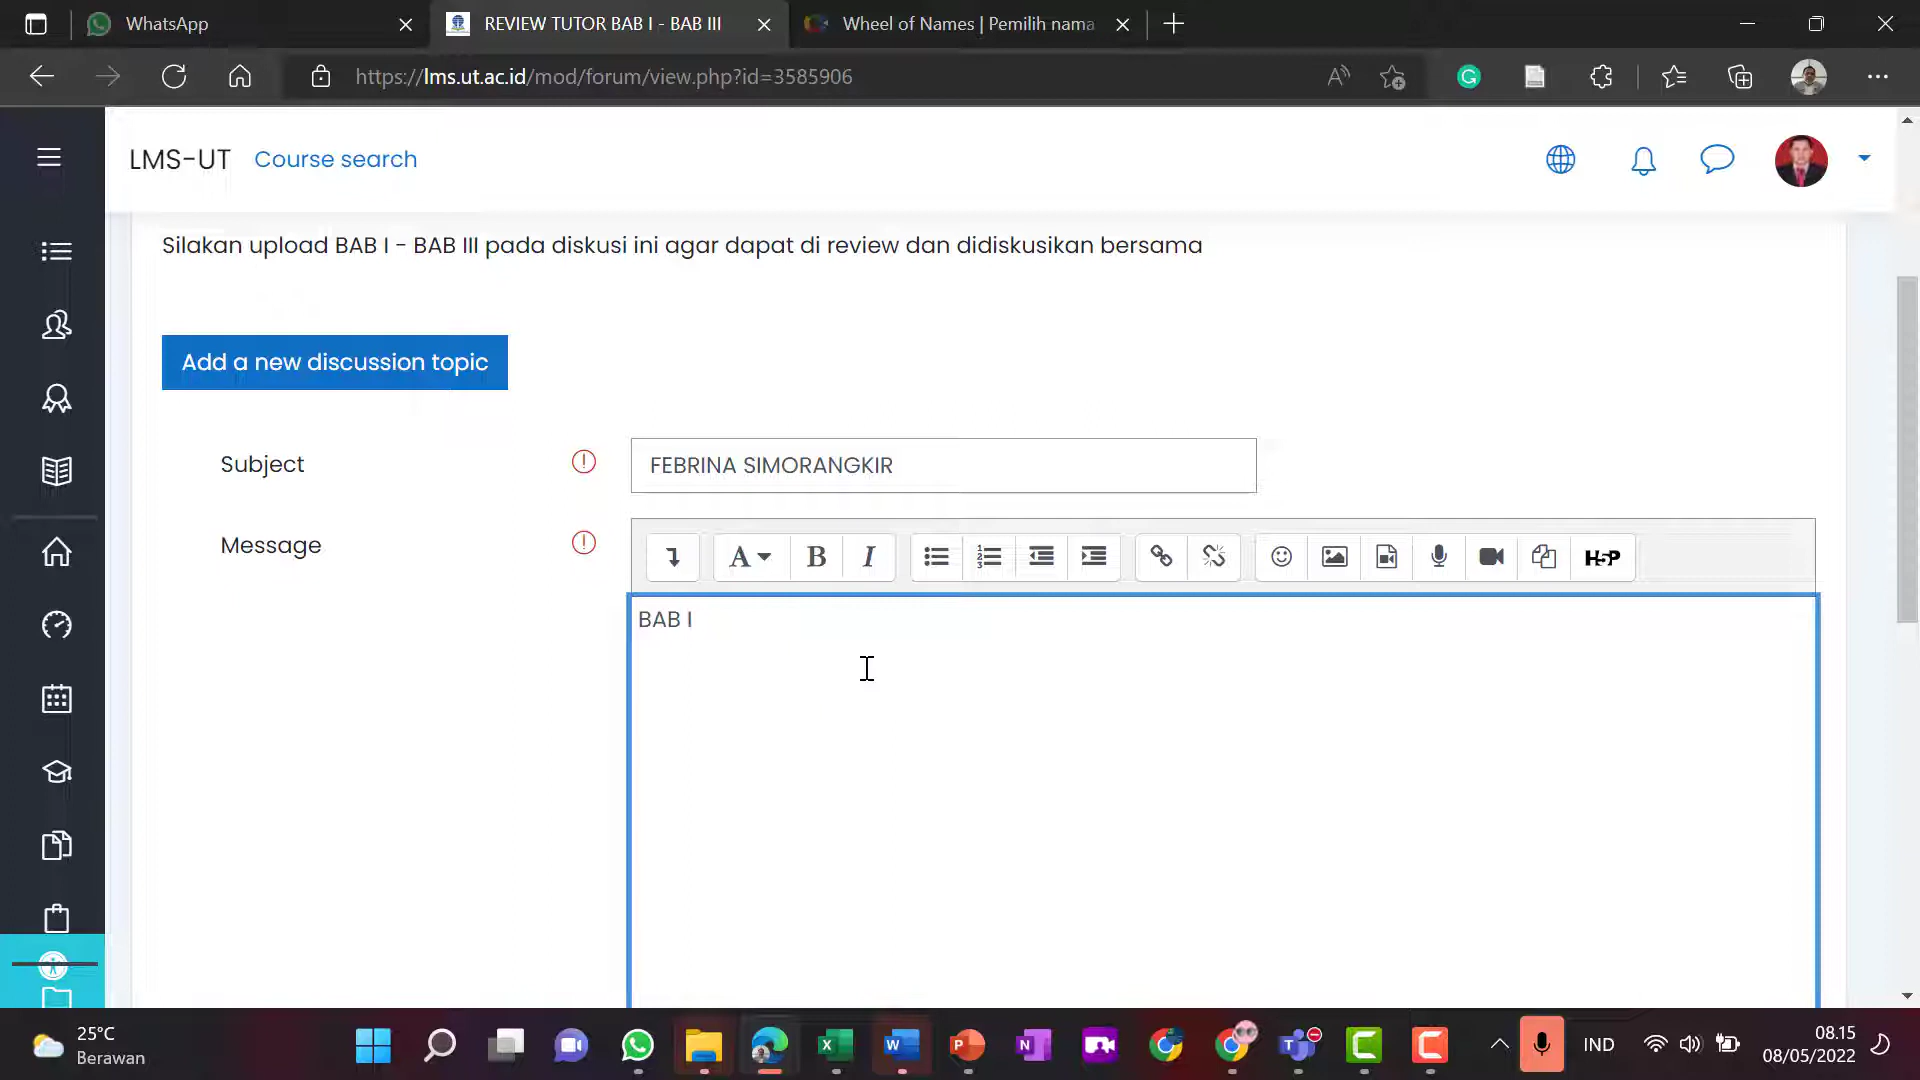 WhatsApp
REVIEW TUTOR BAB I - BAB III
Wheel of Names | Pemilih nama
https://lms.ut.ac.id/mod/forum/view.php?id=3585906
LMS-UT
Course search
Silakan upload BAB I - BAB III pada diskusi ini agar dapat di review dan didiskusikan bersama
Add a new discussion topic
Subject
FEBRINA SIMORANGKIR
Message
A
B
I
H5P
BAB I
25°C
Berawan
IND
08.15
08/05/2022